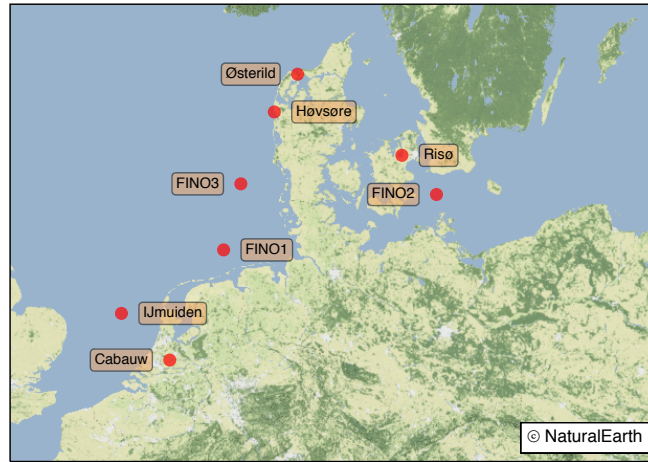 Østerild
Høvsøre
Risø
FINO3
FINO2
FINO1
IJmuiden
Cabauw
© NaturalEarth